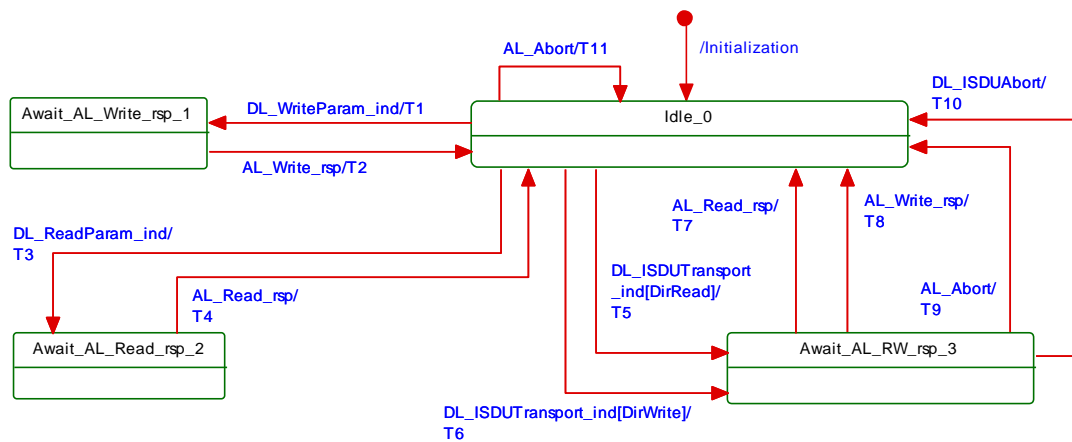 AL_Abort/T11
/Initialization
DL_ISDUAbort/
T10
Await_AL_Write_rsp_1
DL_WriteParam_ind/T1
Idle_0
AL_Write_rsp/T2
AL_Read_rsp/
T7
AL_Write_rsp/
T8
DL_ReadParam_ind/
T3
DL_ISDUTransport
_ind[DirRead]/
T5
AL_Read_rsp/
T4
AL_Abort/
T9
Await_AL_Read_rsp_2
Await_AL_RW_rsp_3
DL_ISDUTransport_ind[DirWrite]/
T6